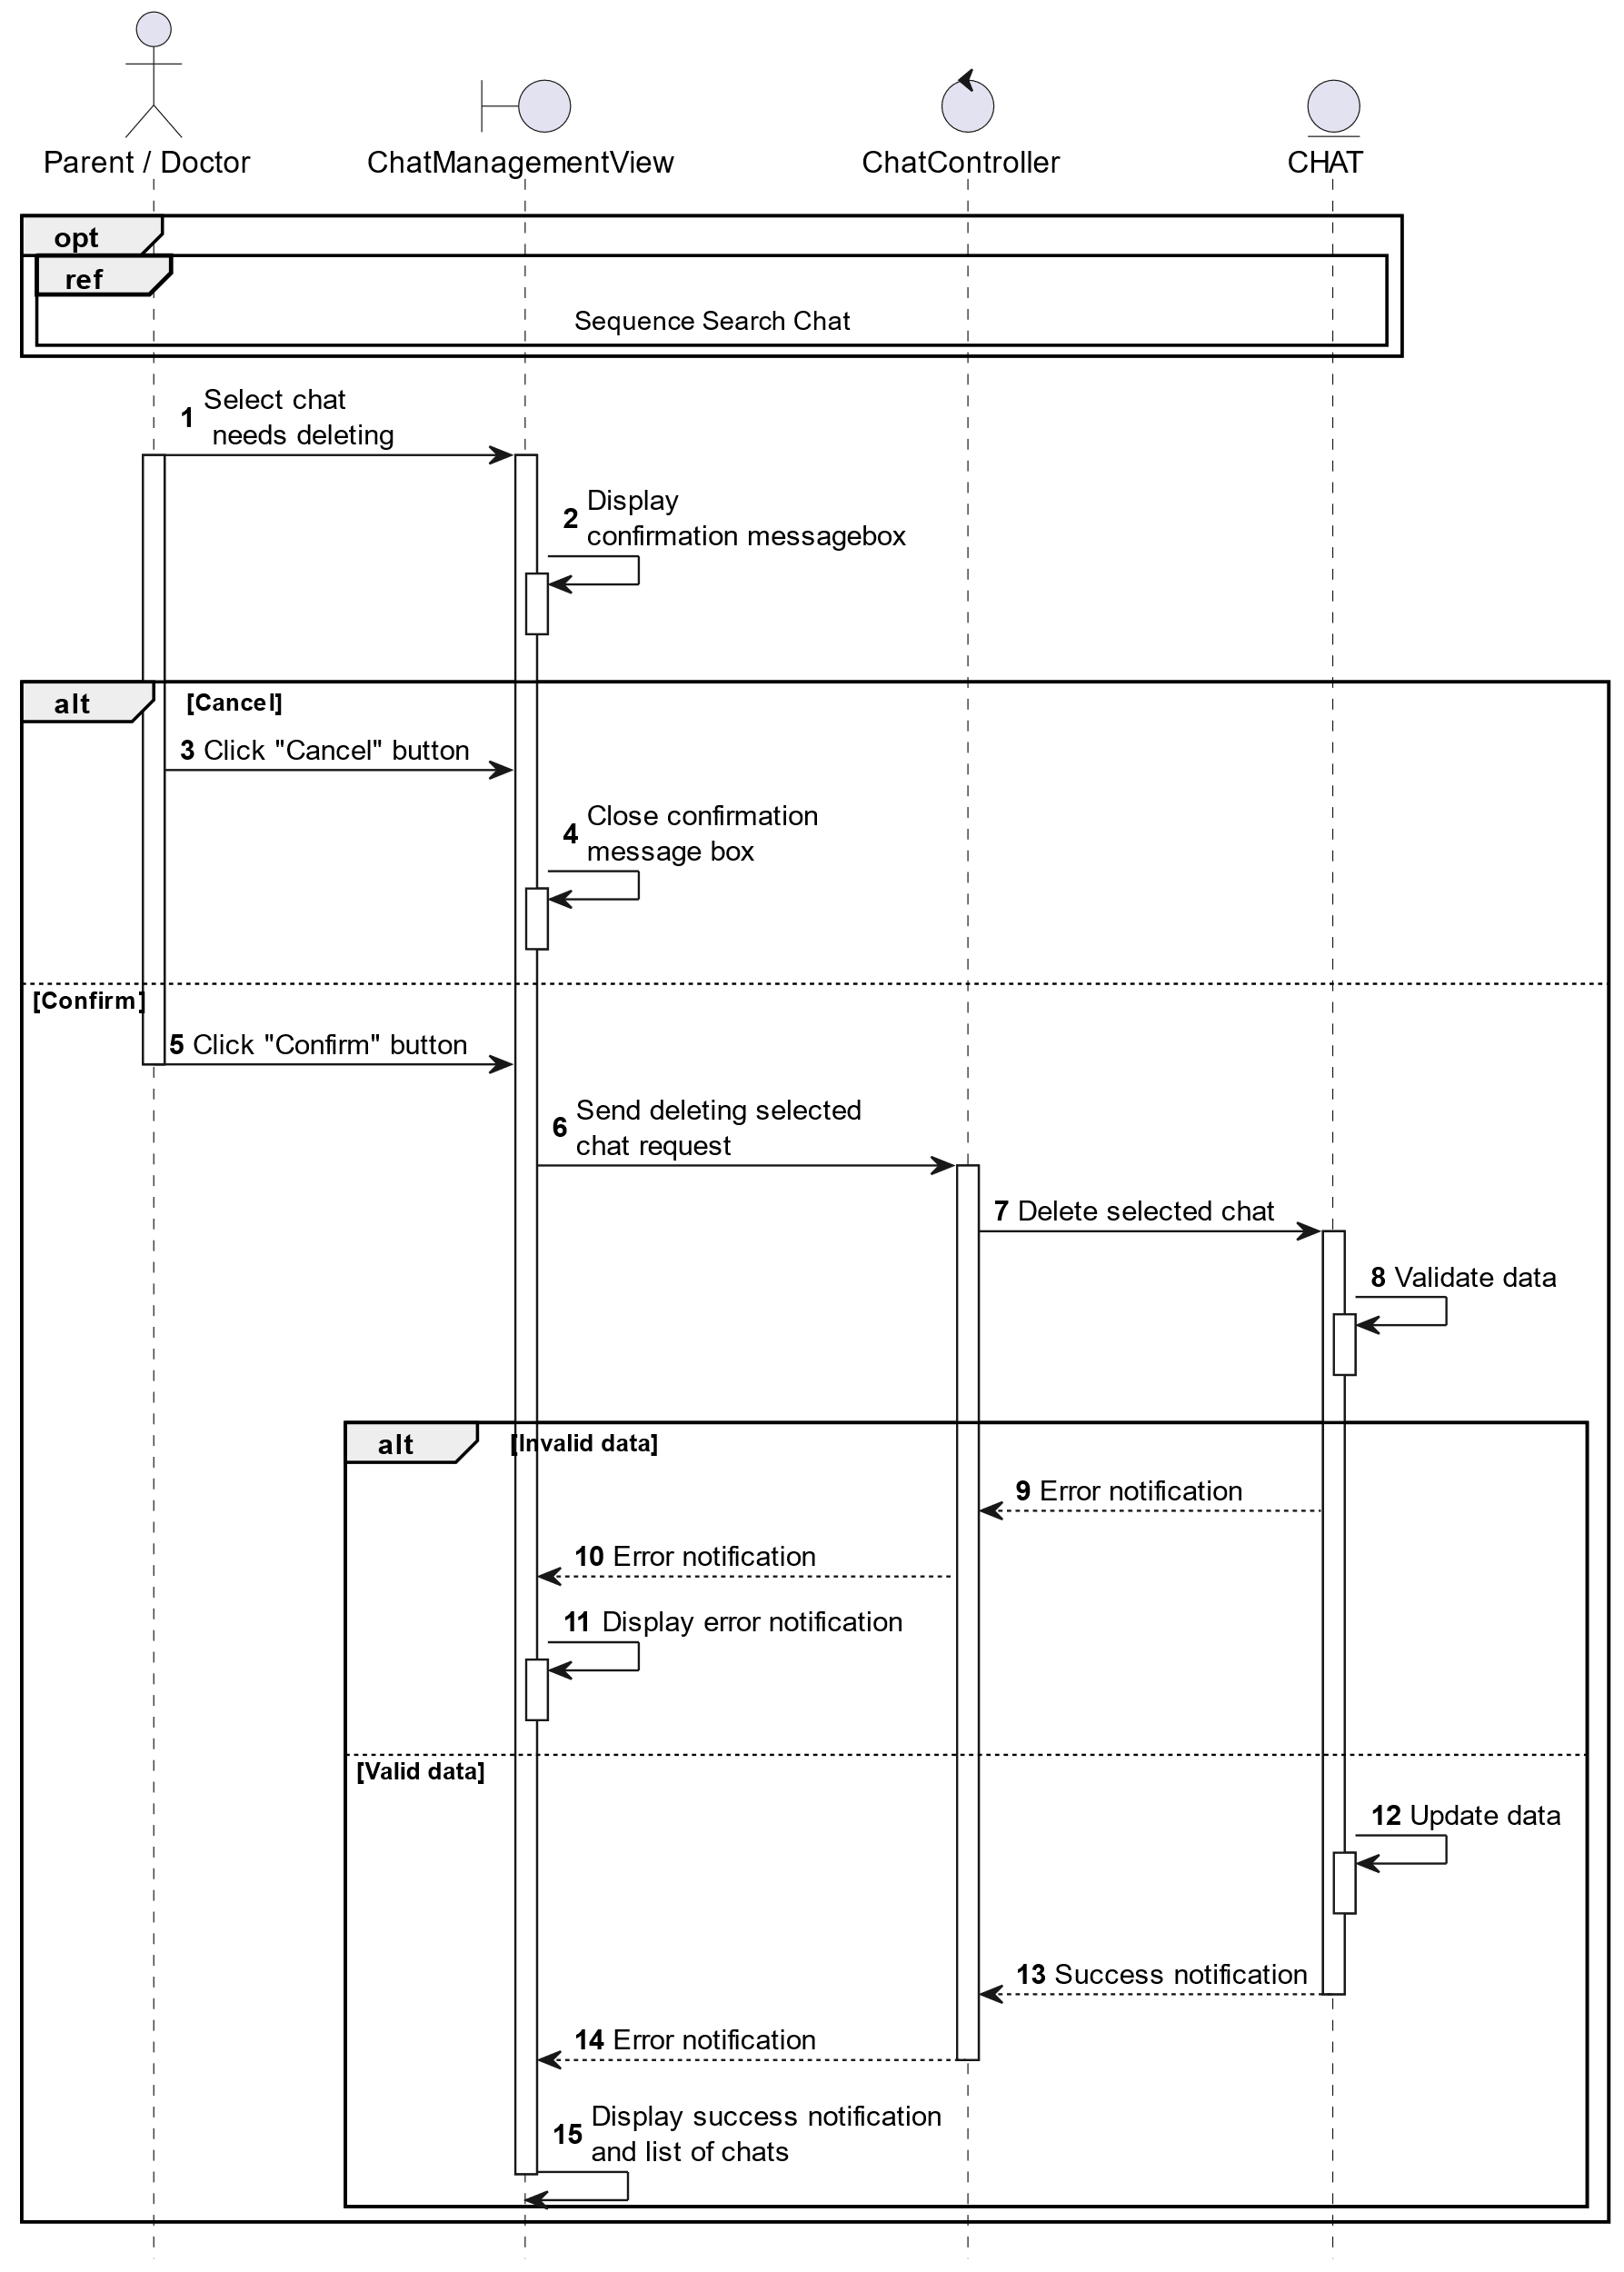 Parent / Doctor
ChatManagementView
ChatController
CHAT
opt
ref
Sequence Search Chat
1 Select chat
needs deleting
2 Display
confirmation messagebox
alt [Cancel]
3 Click "Cancel" button
4 Close confirmation
message box
[Confirm]
5 Click "Confirm" button
6 Send deleting selected
chat request
7 Delete selected chat
8 Validate data
alt [Invalid data]
9 Error notification
10 Error notification
11 Display error notification
[Valid data]
12 Update data
13 Success notification
14 Error notification
15 Display success notification
and list of chats